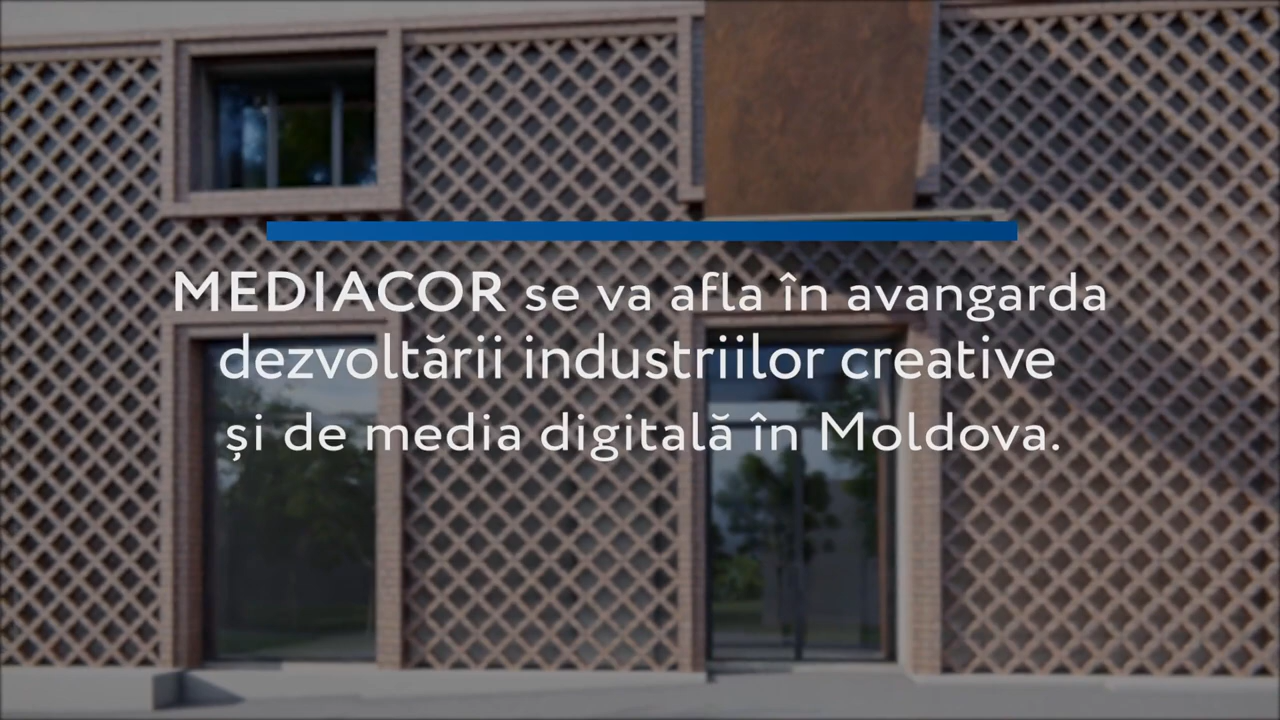 MEDIACOR se va afla în avangarda
dezvoltării industriilor creative
și de media digitală în Moldova.